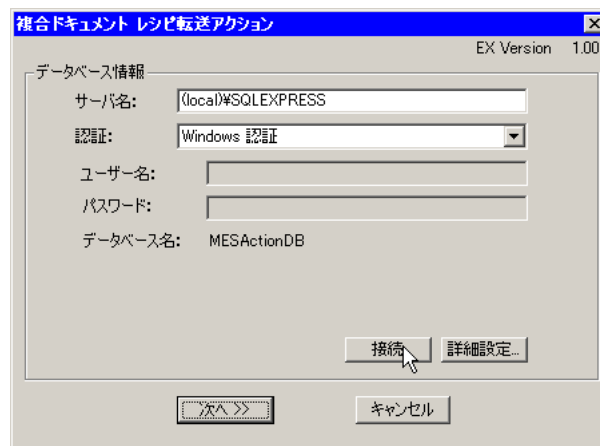 複合ドキュメント レシピ転送アクション
EX Version 1.00
データベース情報
サーバ名: (local)¥SQLEXPRESS
認証: Windows 認証
ユーザー名:
パスワード:
データベース名: MESActionDB
接続 詳細設定...
次へ >> キャンセル